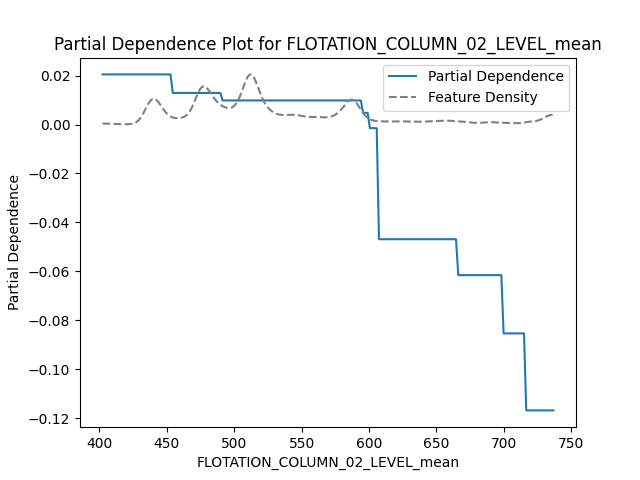 Partial Dependence Plot for FLOTATION_COLUMN_02_LEVEL_mean
Partial Dependence
Feature Density
0.02
0.00
−0.02
−0.04
−0.06
−0.08
−0.10
−0.12
Partial Dependence
400 450 500 550 600 650 700 750
FLOTATION_COLUMN_02_LEVEL_mean